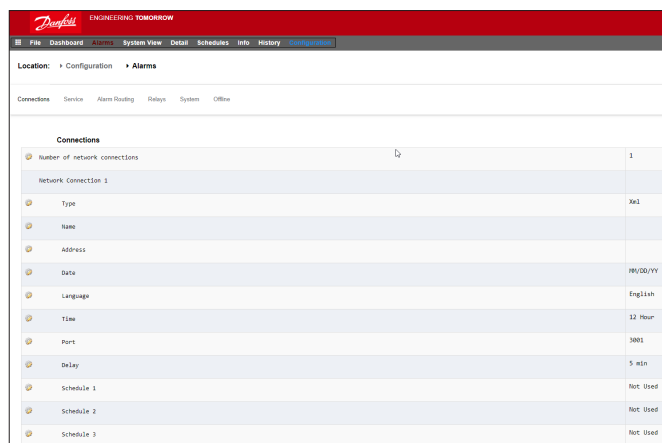 Danfoss ENGINEERING TOMORROW
File Dashboard Alarms System View Detail Schedules Info History Configuration
Location: Configuration Alarms
Connections Service Alarm Routing Relays System Offline
Connections
Number of network connections 1
Network Connection 1
Type Xml
Name
Address
Date MM/DD/YY
Language English
Time 12 Hour
Port 3001
Delay 5 min
Schedule 1 Not Used
Schedule 2 Not Used
Schedule 3 Not Used